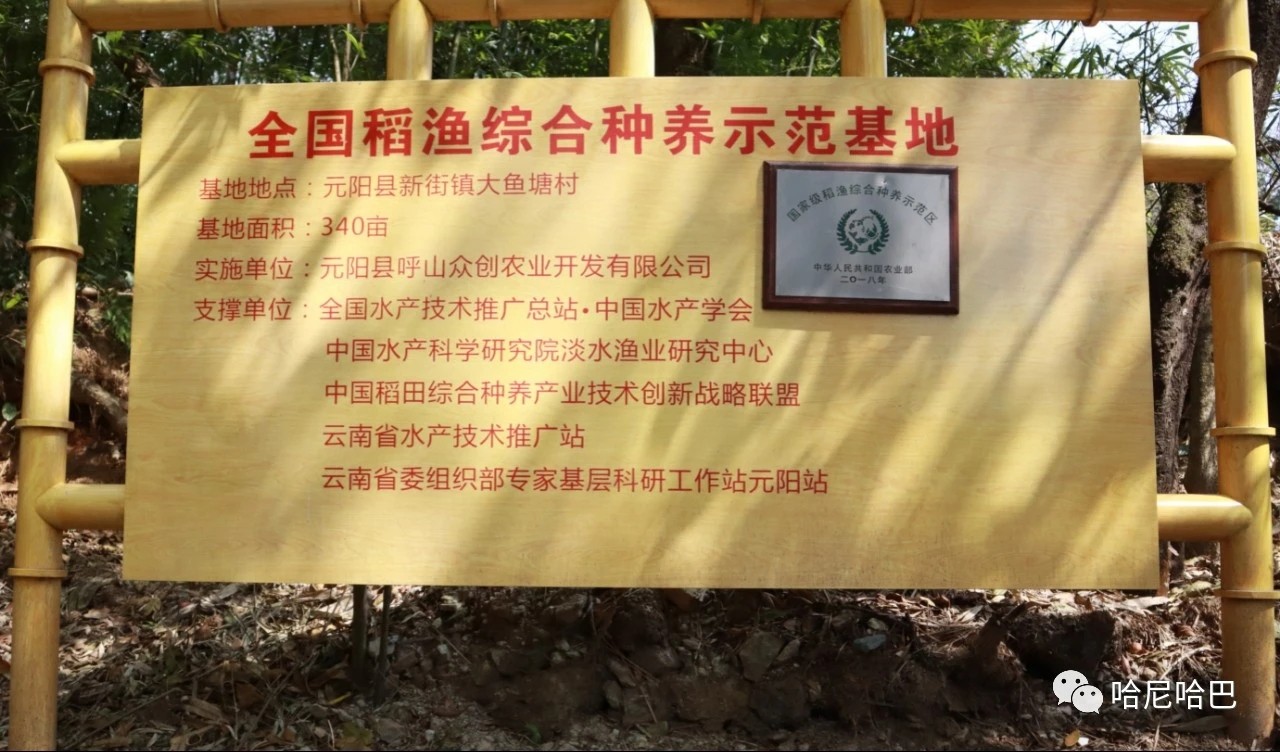 全国稻渔综合种养示范基地
基地地点：元阳县新街镇大鱼塘村
基地面积：340亩
实施单位：元阳县呼山众创农业开发有限公司
支撑单位：全国水产技术推广总站·中国水产学会
中国水产科学研究院淡水渔业研究中心
中国稻田综合种养产业技术创新战略联盟
云南省水产技术推广站
云南省委组织部专家基层科研工作站元阳站
国家级稻渔综合种养示范区
中华人民共和国农业部
二〇一八年
哈尼哈巴